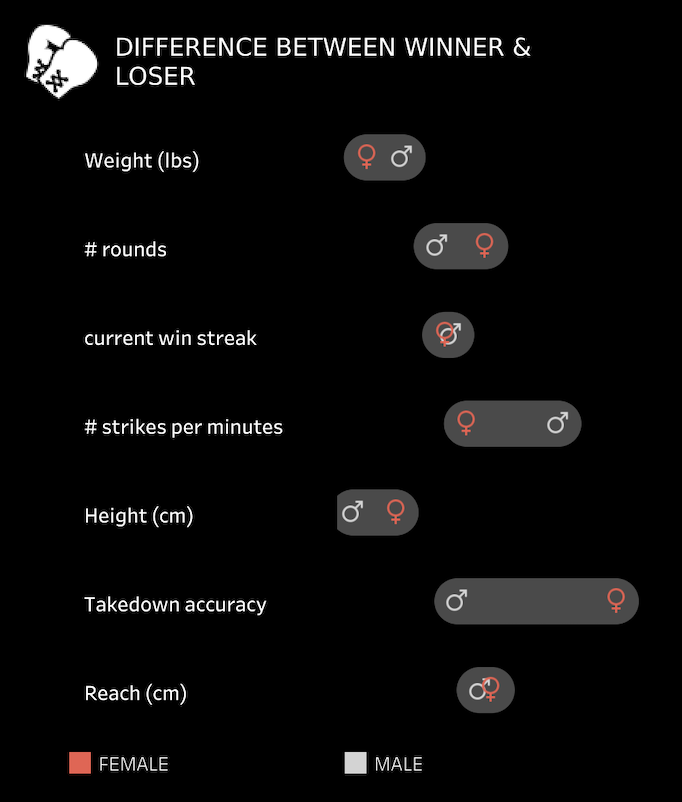 DIFFERENCE BETWEEN WINNER &
LOSER
Weight (lbs)
# rounds
current win streak
# strikes per minutes
Height (cm)
Takedown accuracy
Reach (cm)
FEMALE
MALE